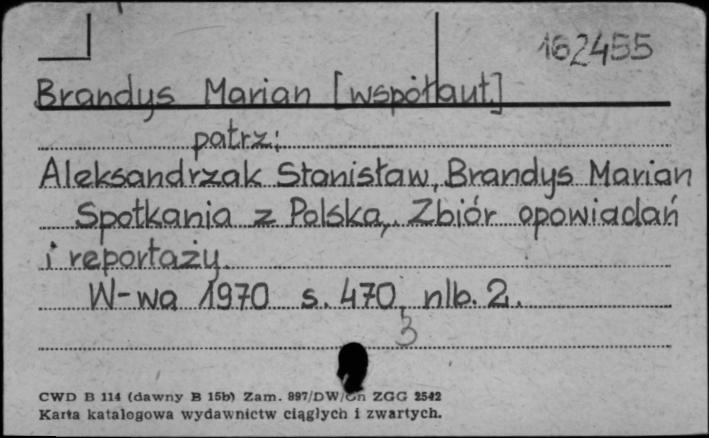 162455
Brandys Marian [współaut.]
patrz:
Aleksandrzak Stanisław, Brandys Marian
Spotkania z Polską. Zbiór opowiadań
i reportaży.
W-wa 1970 s. 470, nlb. 2.
3
CWD B 114 (dawny B 15b) Zam. 897/DW/Gn ZGG 2542
Karta katalogowa wydawnictw ciągłych i zwartych.